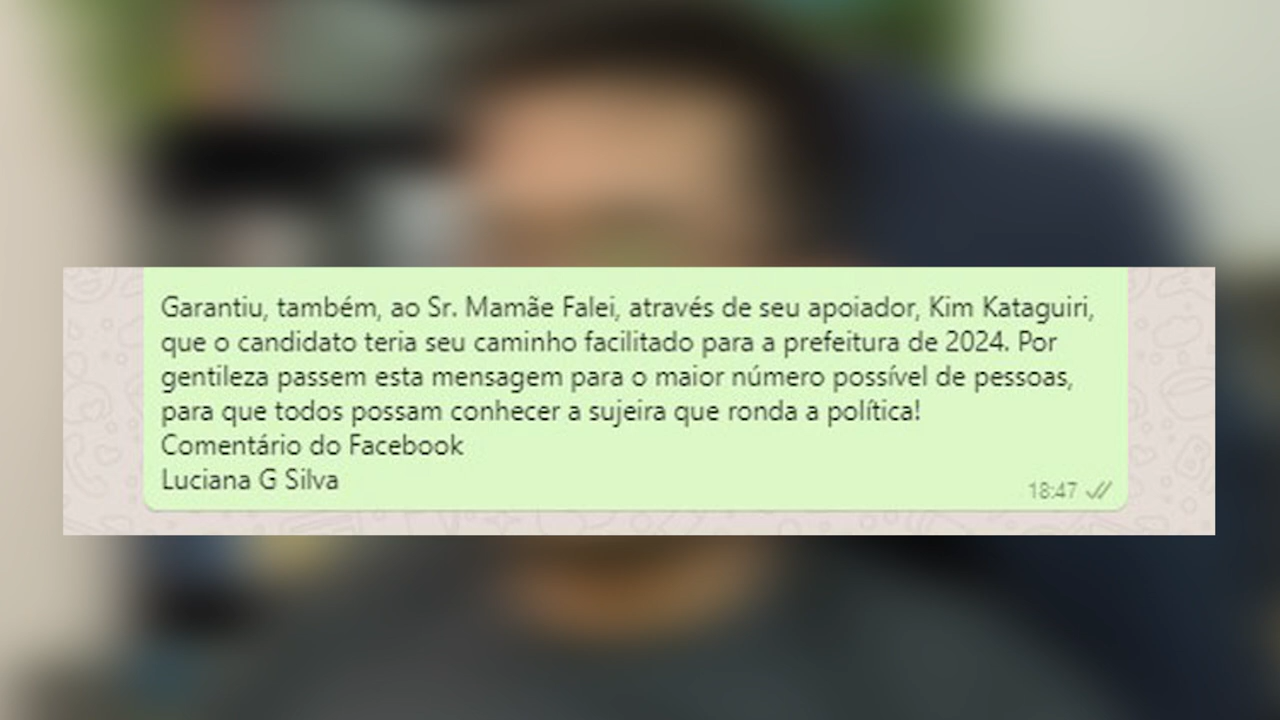 Garantiu, também, ao Sr. Mamãe Falei, através de seu apoiador, Kim Kataguiri,
que o candidato teria seu caminho facilitado para a prefeitura de 2024. Por
gentileza passem esta mensagem para o maior número possível de pessoas,
para que todos possam conhecer a sujeira que ronda a política!
Comentário do Facebook
Luciana G Silva
18:47